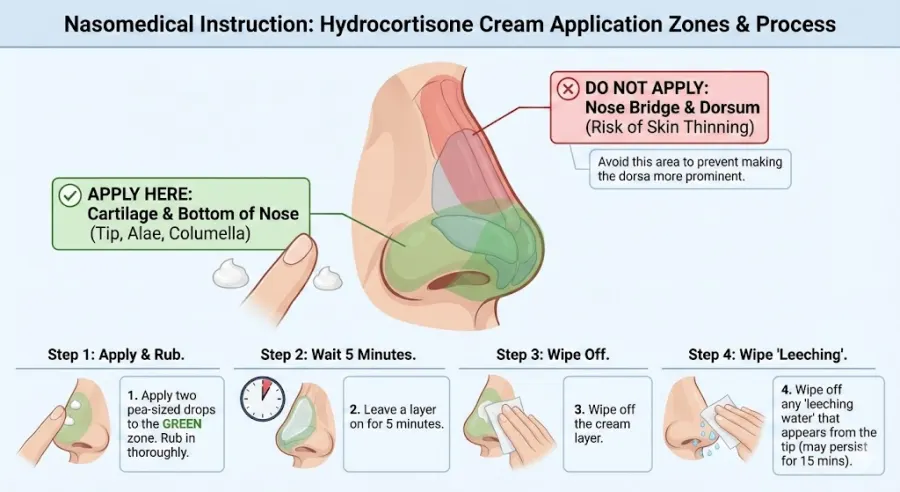 Nasomedical Instruction: Hydrocortisone Cream Application Zones & Process
DO NOT APPLY:
Nose Bridge & Dorsum
(Risk of Skin Thinning)
Avoid this area to prevent making
the dorsa more prominent.
APPLY HERE:
Cartilage & Bottom of Nose
(Tip, Alae, Columella)
Step 1: Apply & Rub.
1. Apply two
pea-sized drops
to the GREEN
zone. Rub in
thoroughly.
Step 2: Wait 5 Minutes.
2. Leave a layer
on for 5 minutes.
Step 3: Wipe Off.
3. Wipe off
the cream
layer.
Step 4: Wipe 'Leeching'.
4. Wipe off
any 'leeching
water' that
appears from the
tip (may persist
for 15 mins).